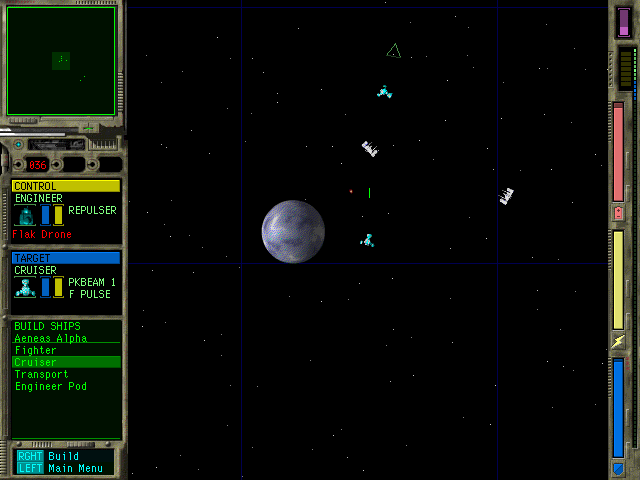 036
CONTROL
ENGINEER
REPULSER
Flak Drone
TARGET
CRUISER
PKBEAM 1
F PULSE
BUILD SHIPS
Aeneas Alpha
Fighter
Cruiser
Transport
Engineer Pod
RGHT Build
LEFT Main Menu